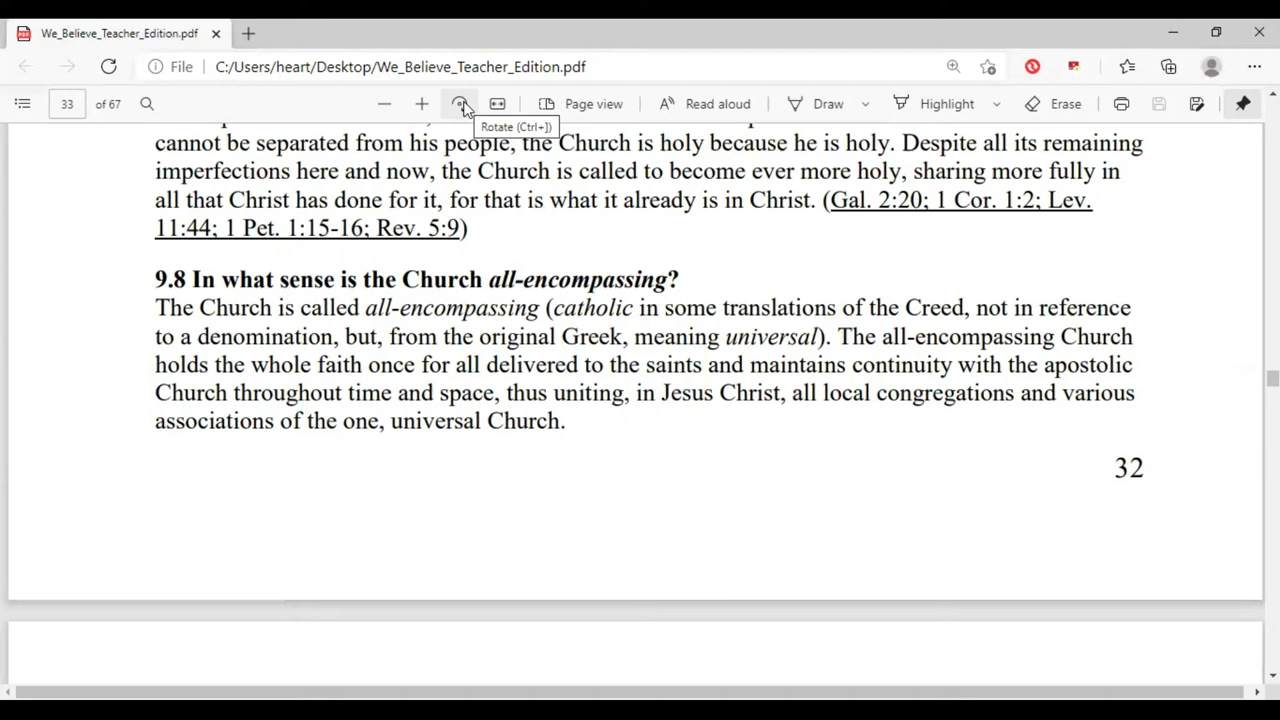 We_Believe_Teacher_Edition.pdf
File C:/Users/heart/Desktop/We_Believe_Teacher_Edition.pdf
33 of 67 Page view Read aloud Draw Highlight Erase
Rotate (Ctrl+])
cannot be separated from his people, the Church is holy because he is holy. Despite all its remaining
imperfections here and now, the Church is called to become ever more holy, sharing more fully in
all that Christ has done for it, for that is what it already is in Christ. (Gal. 2:20; 1 Cor. 1:2; Lev.
11:44; 1 Pet. 1:15-16; Rev. 5:9)
9.8 In what sense is the Church all-encompassing?
The Church is called all-encompassing (catholic in some translations of the Creed, not in reference
to a denomination, but, from the original Greek, meaning universal). The all-encompassing Church
holds the whole faith once for all delivered to the saints and maintains continuity with the apostolic
Church throughout time and space, thus uniting, in Jesus Christ, all local congregations and various
associations of the one, universal Church.
32